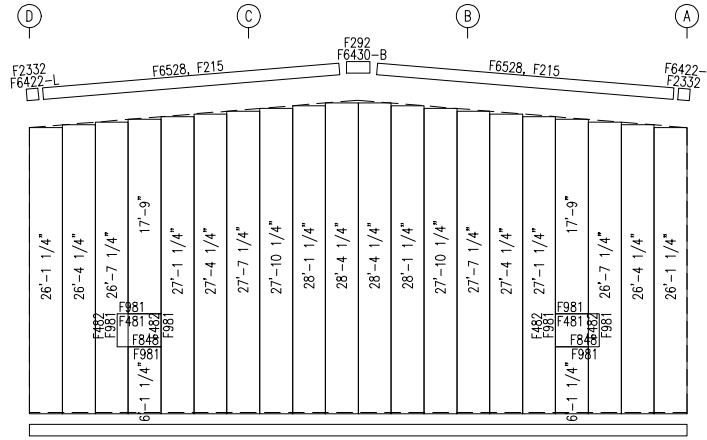 D
C
B
A
F292
F6430-B
F2332
F6422-L
F6528, F215
F6528, F215
F6422-
F2332
26'-1 1/4"
26'-4 1/4"
26'-7 1/4"
17'-9"
27'-1 1/4"
27'-4 1/4"
27'-7 1/4"
27'-10 1/4"
28'-1 1/4"
28'-4 1/4"
28'-4 1/4"
28'-1 1/4"
27'-10 1/4"
27'-7 1/4"
27'-4 1/4"
27'-1 1/4"
17'-9"
26'-7 1/4"
26'-4 1/4"
26'-1 1/4"
F981
F482
F981
F481
F482
F981
F848
F981
6'-1 1/4"
F981
F482
F981
F481
F482
F981
F848
F981
6'-1 1/4"